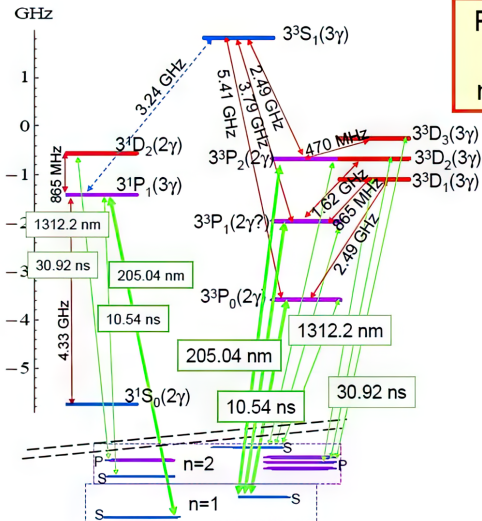 GHz
3³S₁(3γ)
F
r
1
0
−1
−2
−3
−4
−5
3.24 GHz
5.41 GHz
3.79 GHz
2.49 GHz
470 MHz
3³D₃(3γ)
3¹D₂(2γ)
3³P₂(2γ)
3³D₂(3γ)
865 MHz
3¹P₁(3γ)
1.62 GHz
865 MHz
3³D₁(3γ)
3³P₁(2γ?)
1312.2 nm
30.92 ns
205.04 nm
2.49 GHz
10.54 ns
3³P₀(2γ)
4.33 GHz
1312.2 nm
205.04 nm
30.92 ns
3¹S₀(2γ)
10.54 ns
S
P
n=2
P
S
n=1
S
S